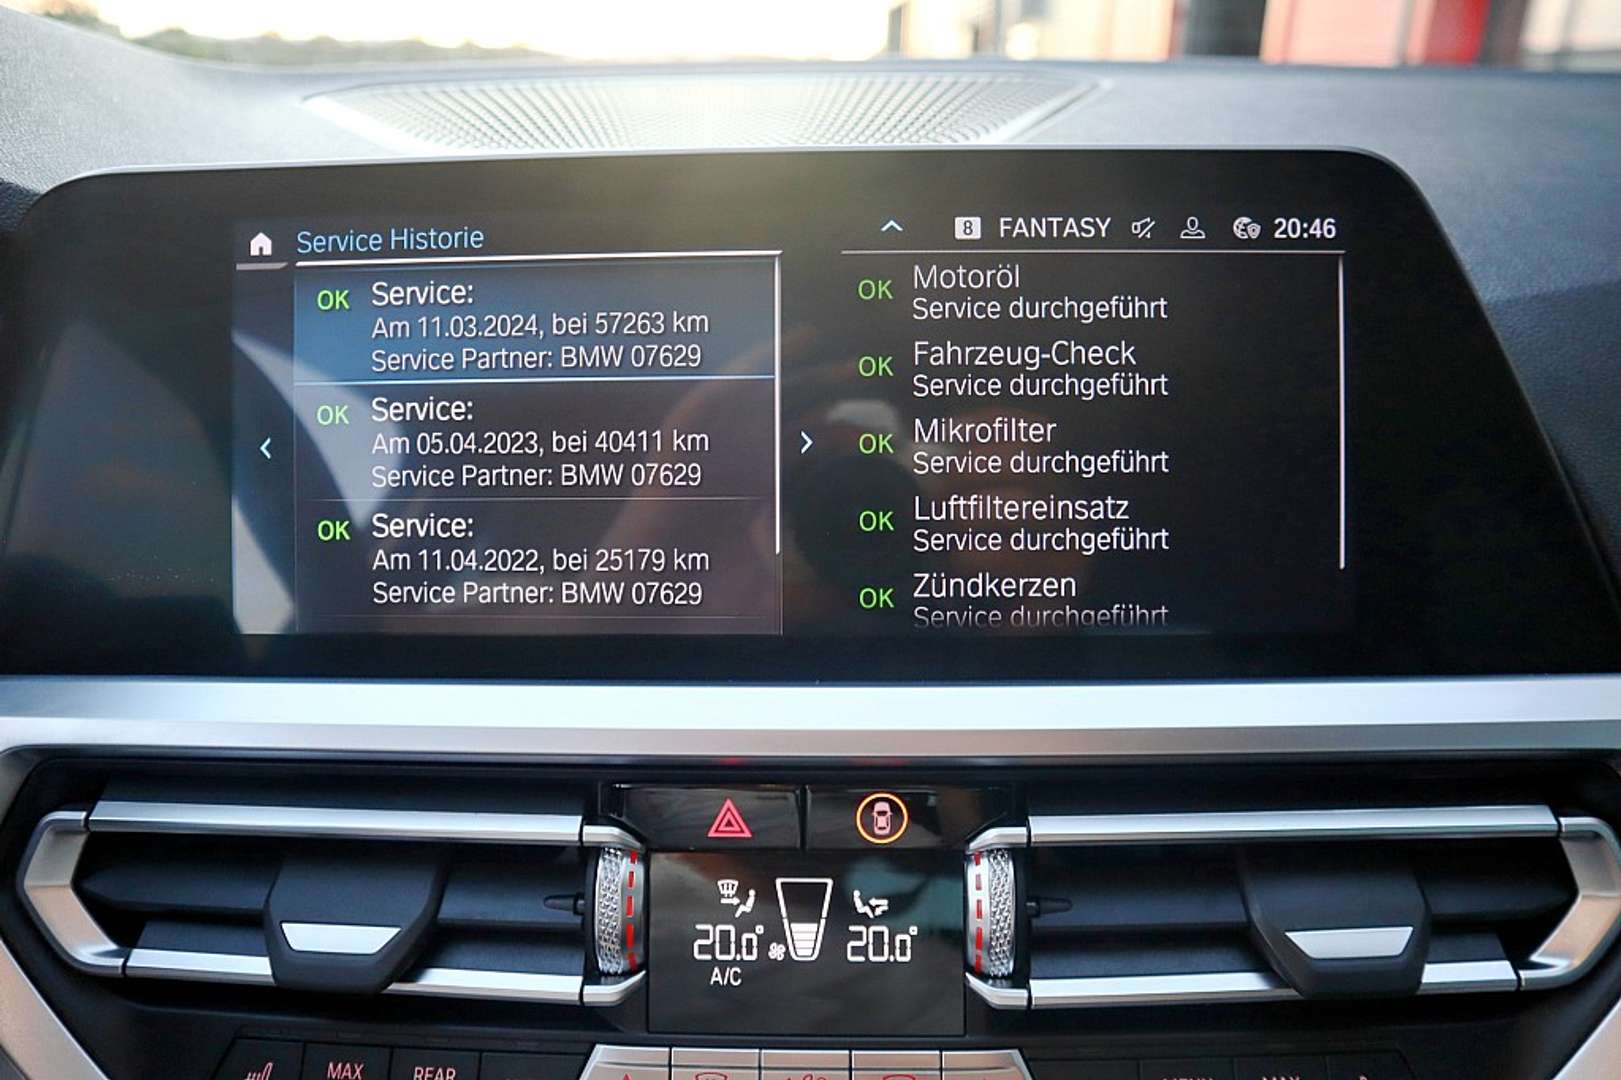 Service Historie
8 FANTASY 20:46
OK Service:
Am 11.03.2024, bei 57263 km
Service Partner: BMW 07629
OK Service:
Am 05.04.2023, bei 40411 km
Service Partner: BMW 07629
OK Service:
Am 11.04.2022, bei 25179 km
Service Partner: BMW 07629
OK Motoröl
Service durchgeführt
OK Fahrzeug-Check
Service durchgeführt
OK Mikrofilter
Service durchgeführt
OK Luftfiltereinsatz
Service durchgeführt
OK Zündkerzen
Service durchgeführt
20.0° 20.0°
A/C
MAX REAR